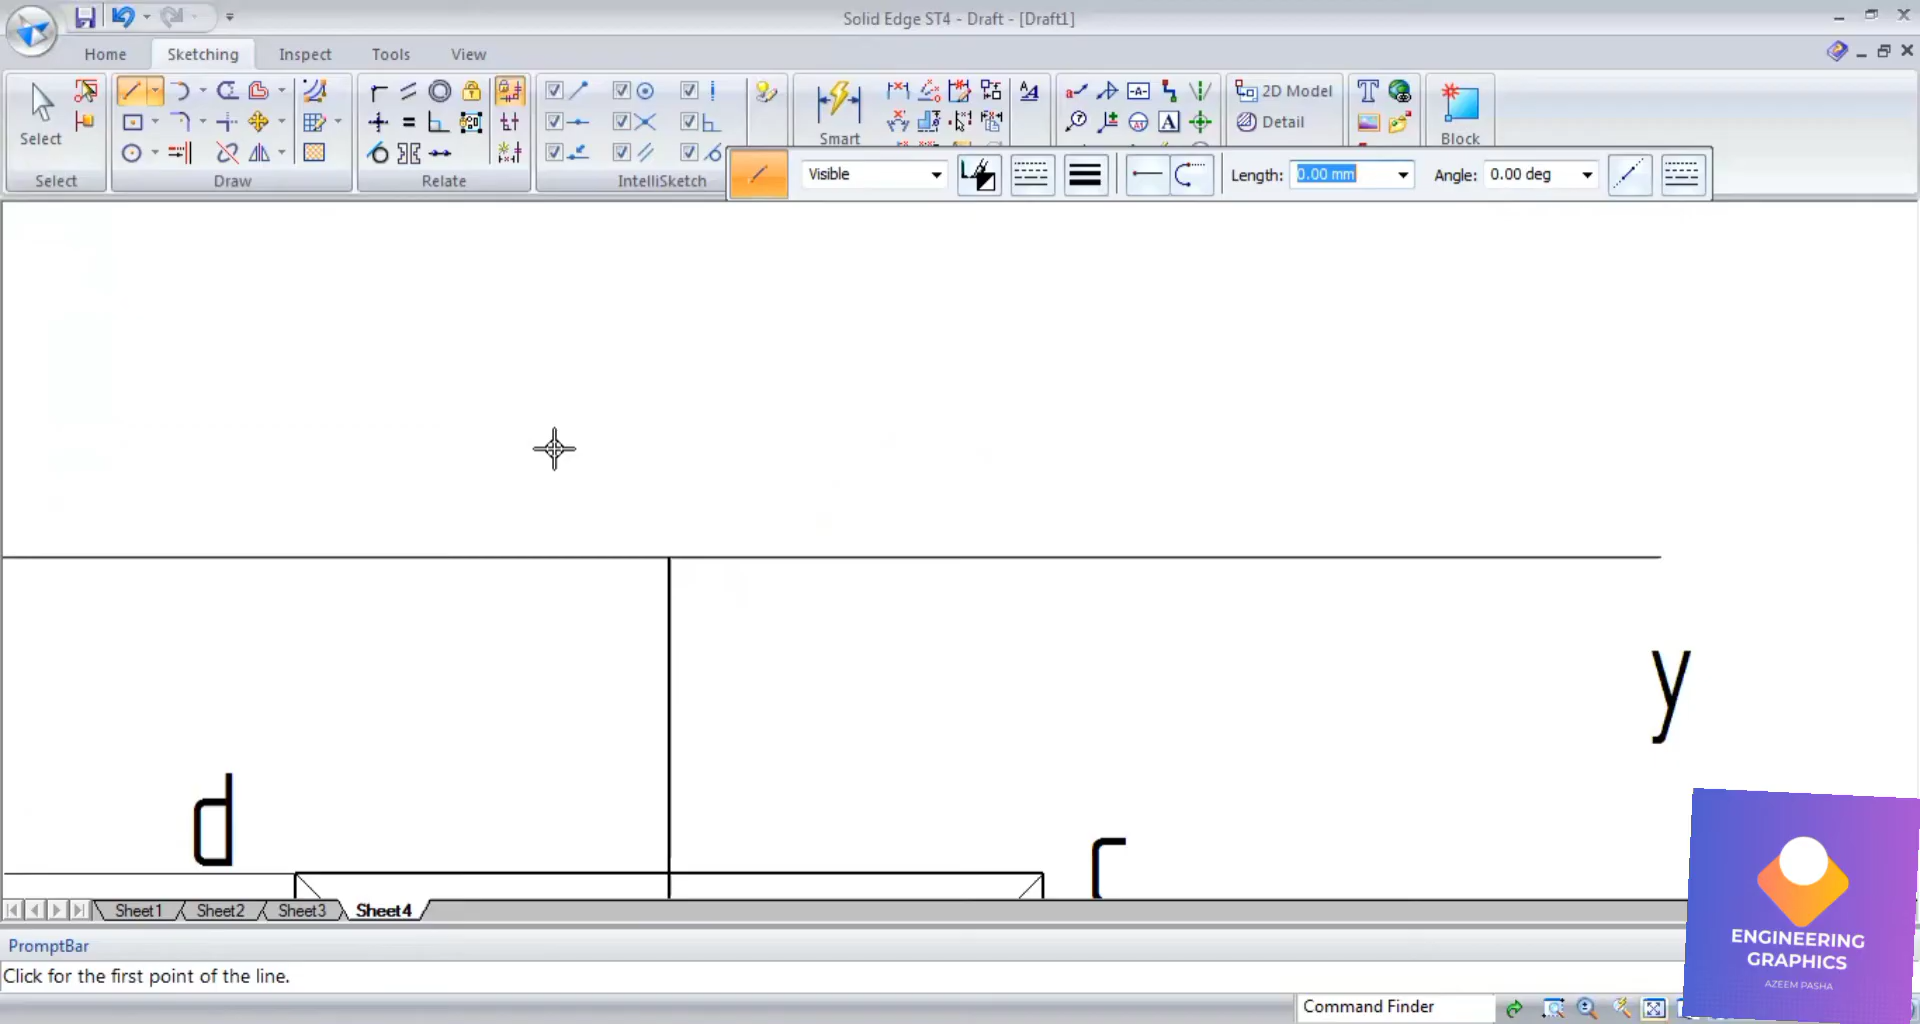 Solid Edge ST4 - Draft - [Draft1]
Home Sketching Inspect Tools View
Select
Smart
2D Model
Detail
Block
Select Draw Relate IntelliSketch
Visible
Length: 0.00 mm
Angle: 0.00 deg
y
d
Sheet1 Sheet2 Sheet3 Sheet4
PromptBar
Click for the first point of the line.
Command Finder
ENGINEERING
GRAPHICS
AZEEM PASHA